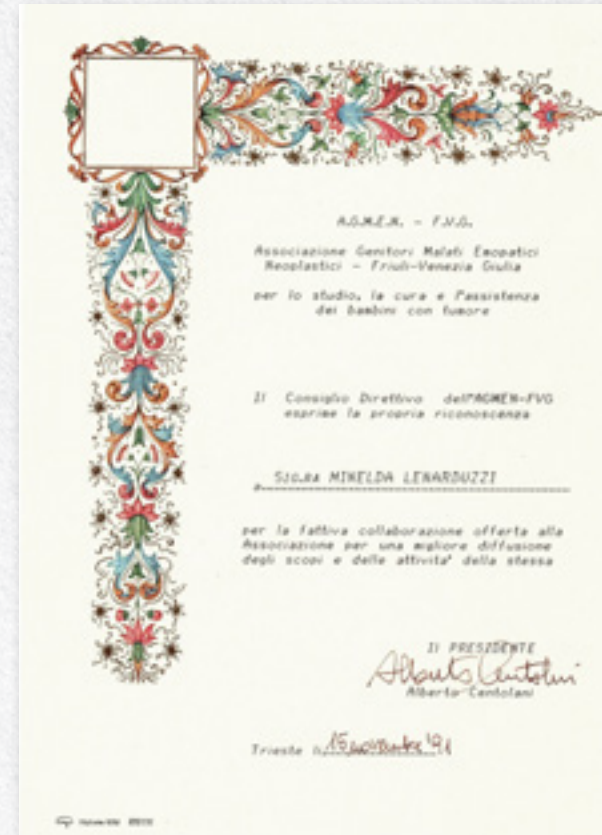 A.G.M.E.N. - F.V.G.
Associazione Genitori Malati Emopatici
Neoplastici - Friuli-Venezia Giulia
per lo studio, la cura e l'assistenza
dei bambini con tumore
Il Consiglio Direttivo dell'AGMEN-FVG
esprime la propria riconoscenza
a SIG.RA MIRELDA LENARDUZZI
per la fattiva collaborazione offerta alla
Associazione per una migliore diffusione
degli scopi e delle attivita' della stessa
Il PRESIDENTE
Alberto Centolani
Alberto Centolani
Trieste li 15 novembre '91